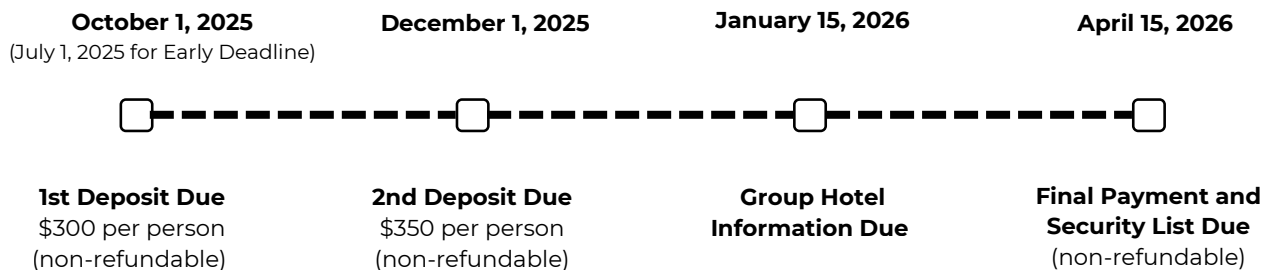 October 1, 2025
(July 1, 2025 for Early Deadline)
December 1, 2025
January 15, 2026
April 15, 2026
1st Deposit Due
$300 per person
(non-refundable)
2nd Deposit Due
$350 per person
(non-refundable)
Group Hotel
Information Due
Final Payment and
Security List Due
(non-refundable)